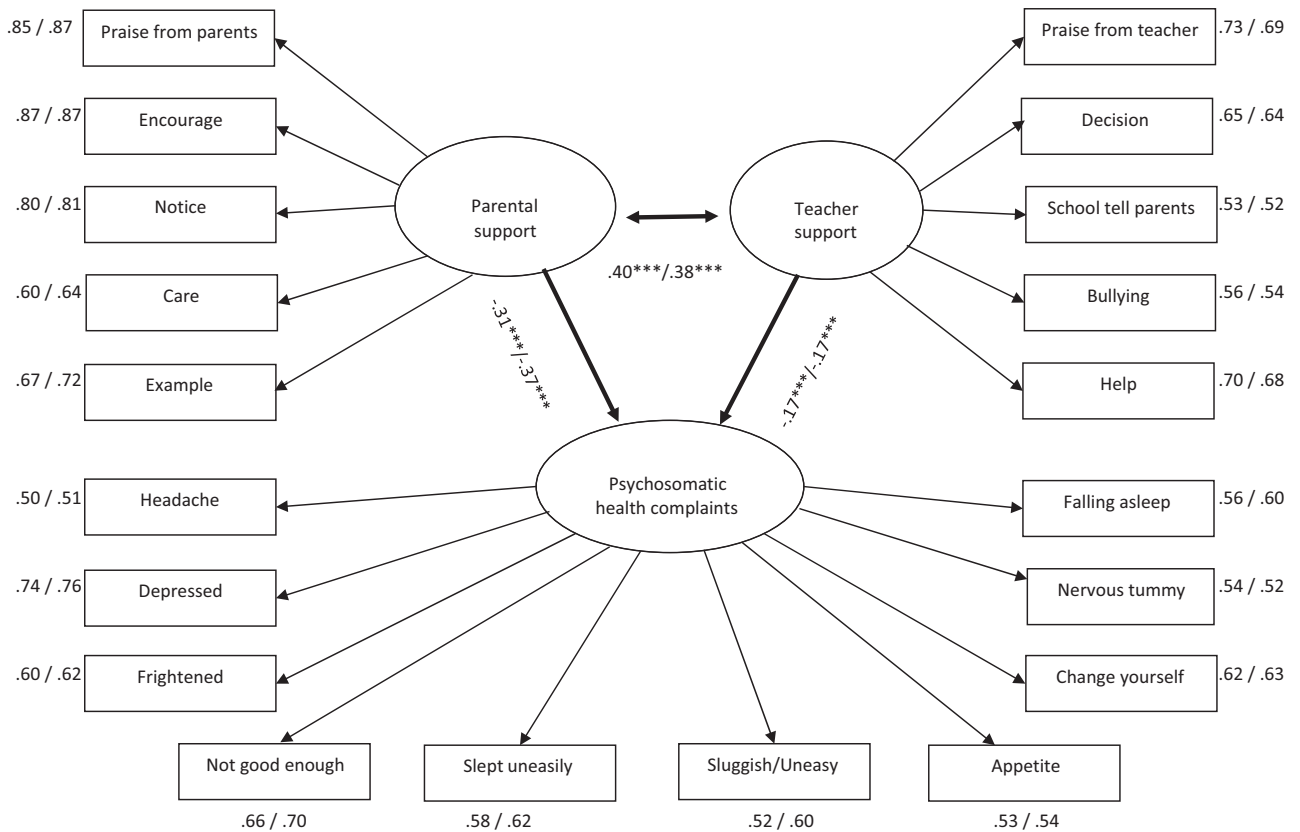 .85 / .87
Praise from parents
.87 / .87
Encourage
.80 / .81
Notice
.60 / .64
Care
.67 / .72
Example
Parental
support
Teacher
support
.40***/.38***
-.31***/-.37***
-.17***/-.17***
Praise from teacher
.73 / .69
Decision
.65 / .64
School tell parents
.53 / .52
Bullying
.56 / .54
Help
.70 / .68
Psychosomatic
health complaints
.50 / .51
Headache
.74 / .76
Depressed
.60 / .62
Frightened
Falling asleep
.56 / .60
Nervous tummy
.54 / .52
Change yourself
.62 / .63
Not good enough
Slept uneasily
Sluggish/Uneasy
Appetite
.66 / .70
.58 / .62
.52 / .60
.53 / .54